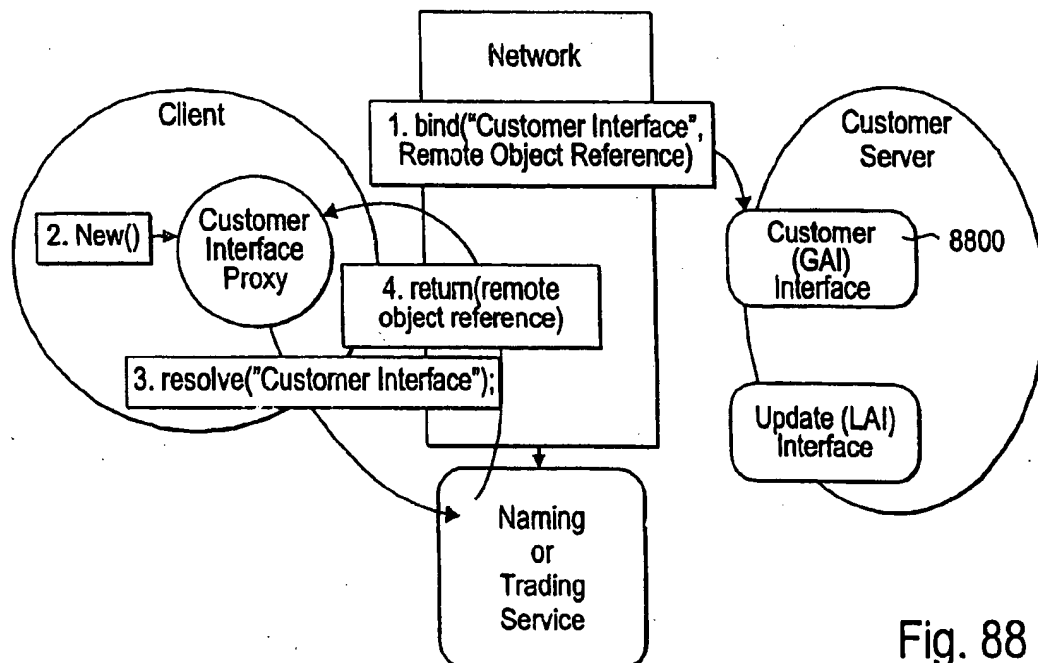 Network
Client
1. bind("Customer Interface",
Remote Object Reference)
Customer
Server
2. New()
Customer
Interface
Proxy
Customer
(GAI)
Interface
8800
4. return(remote
object reference)
3. resolve("Customer Interface");
Update (LAI)
Interface
Naming
or
Trading
Service
Fig. 88